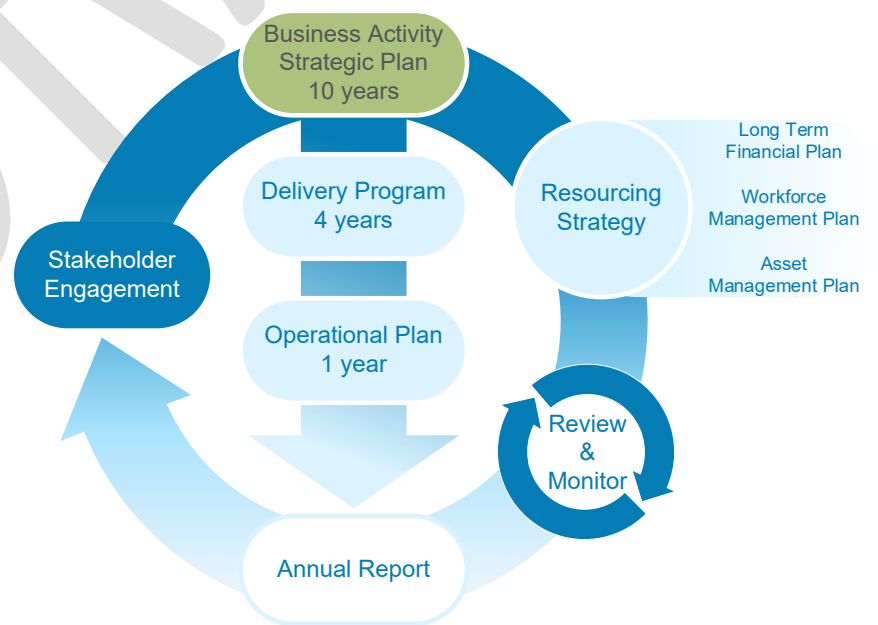 Business Activity
Strategic Plan
10 years
Delivery Program
4 years
Resourcing
Strategy
Long Term
Financial Plan
Workforce
Management Plan
Asset
Management Plan
Stakeholder
Engagement
Operational Plan
1 year
Review
&
Monitor
Annual Report